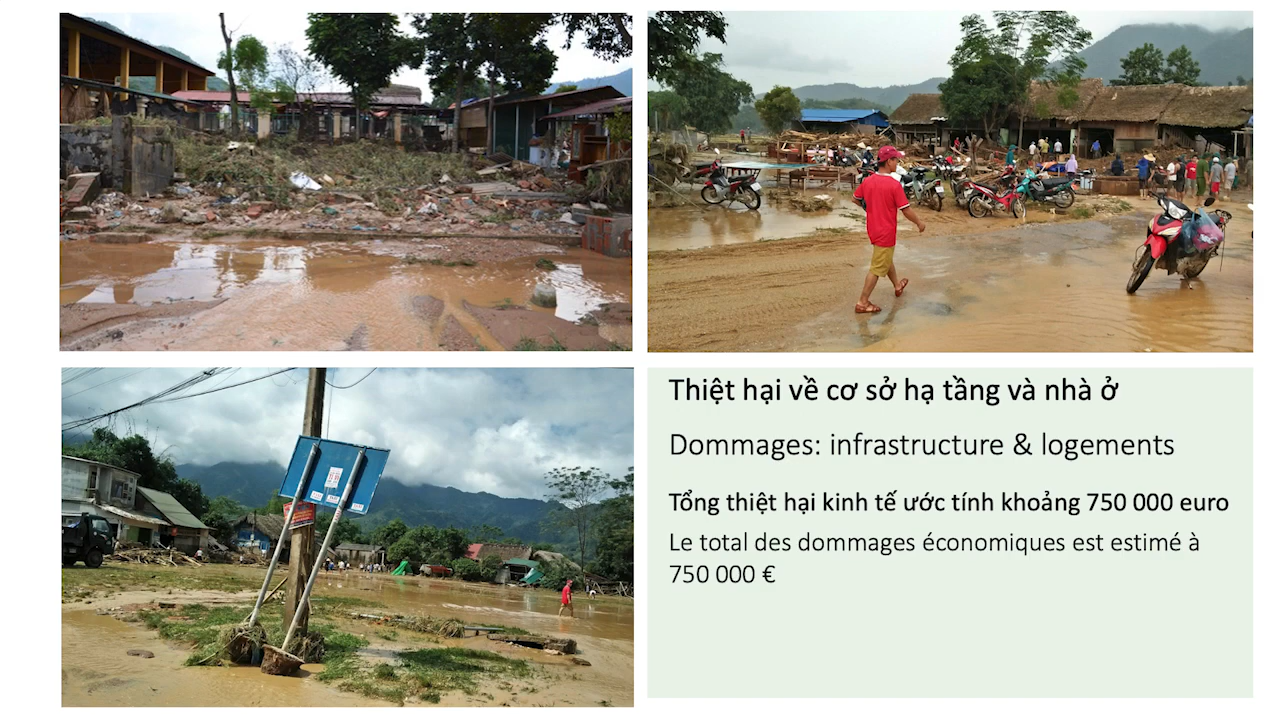 Thiệt hại về cơ sở hạ tầng và nhà ở
Dommages: infrastructure & logements
Tổng thiệt hại kinh tế ước tính khoảng 750 000 euro
Le total des dommages économiques est estimé à
750 000 €